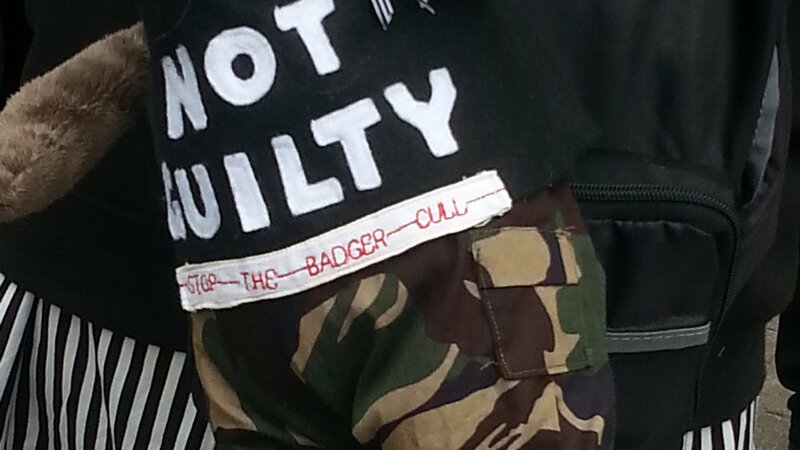 NOT
GUILTY
STOP THE BADGER CULL